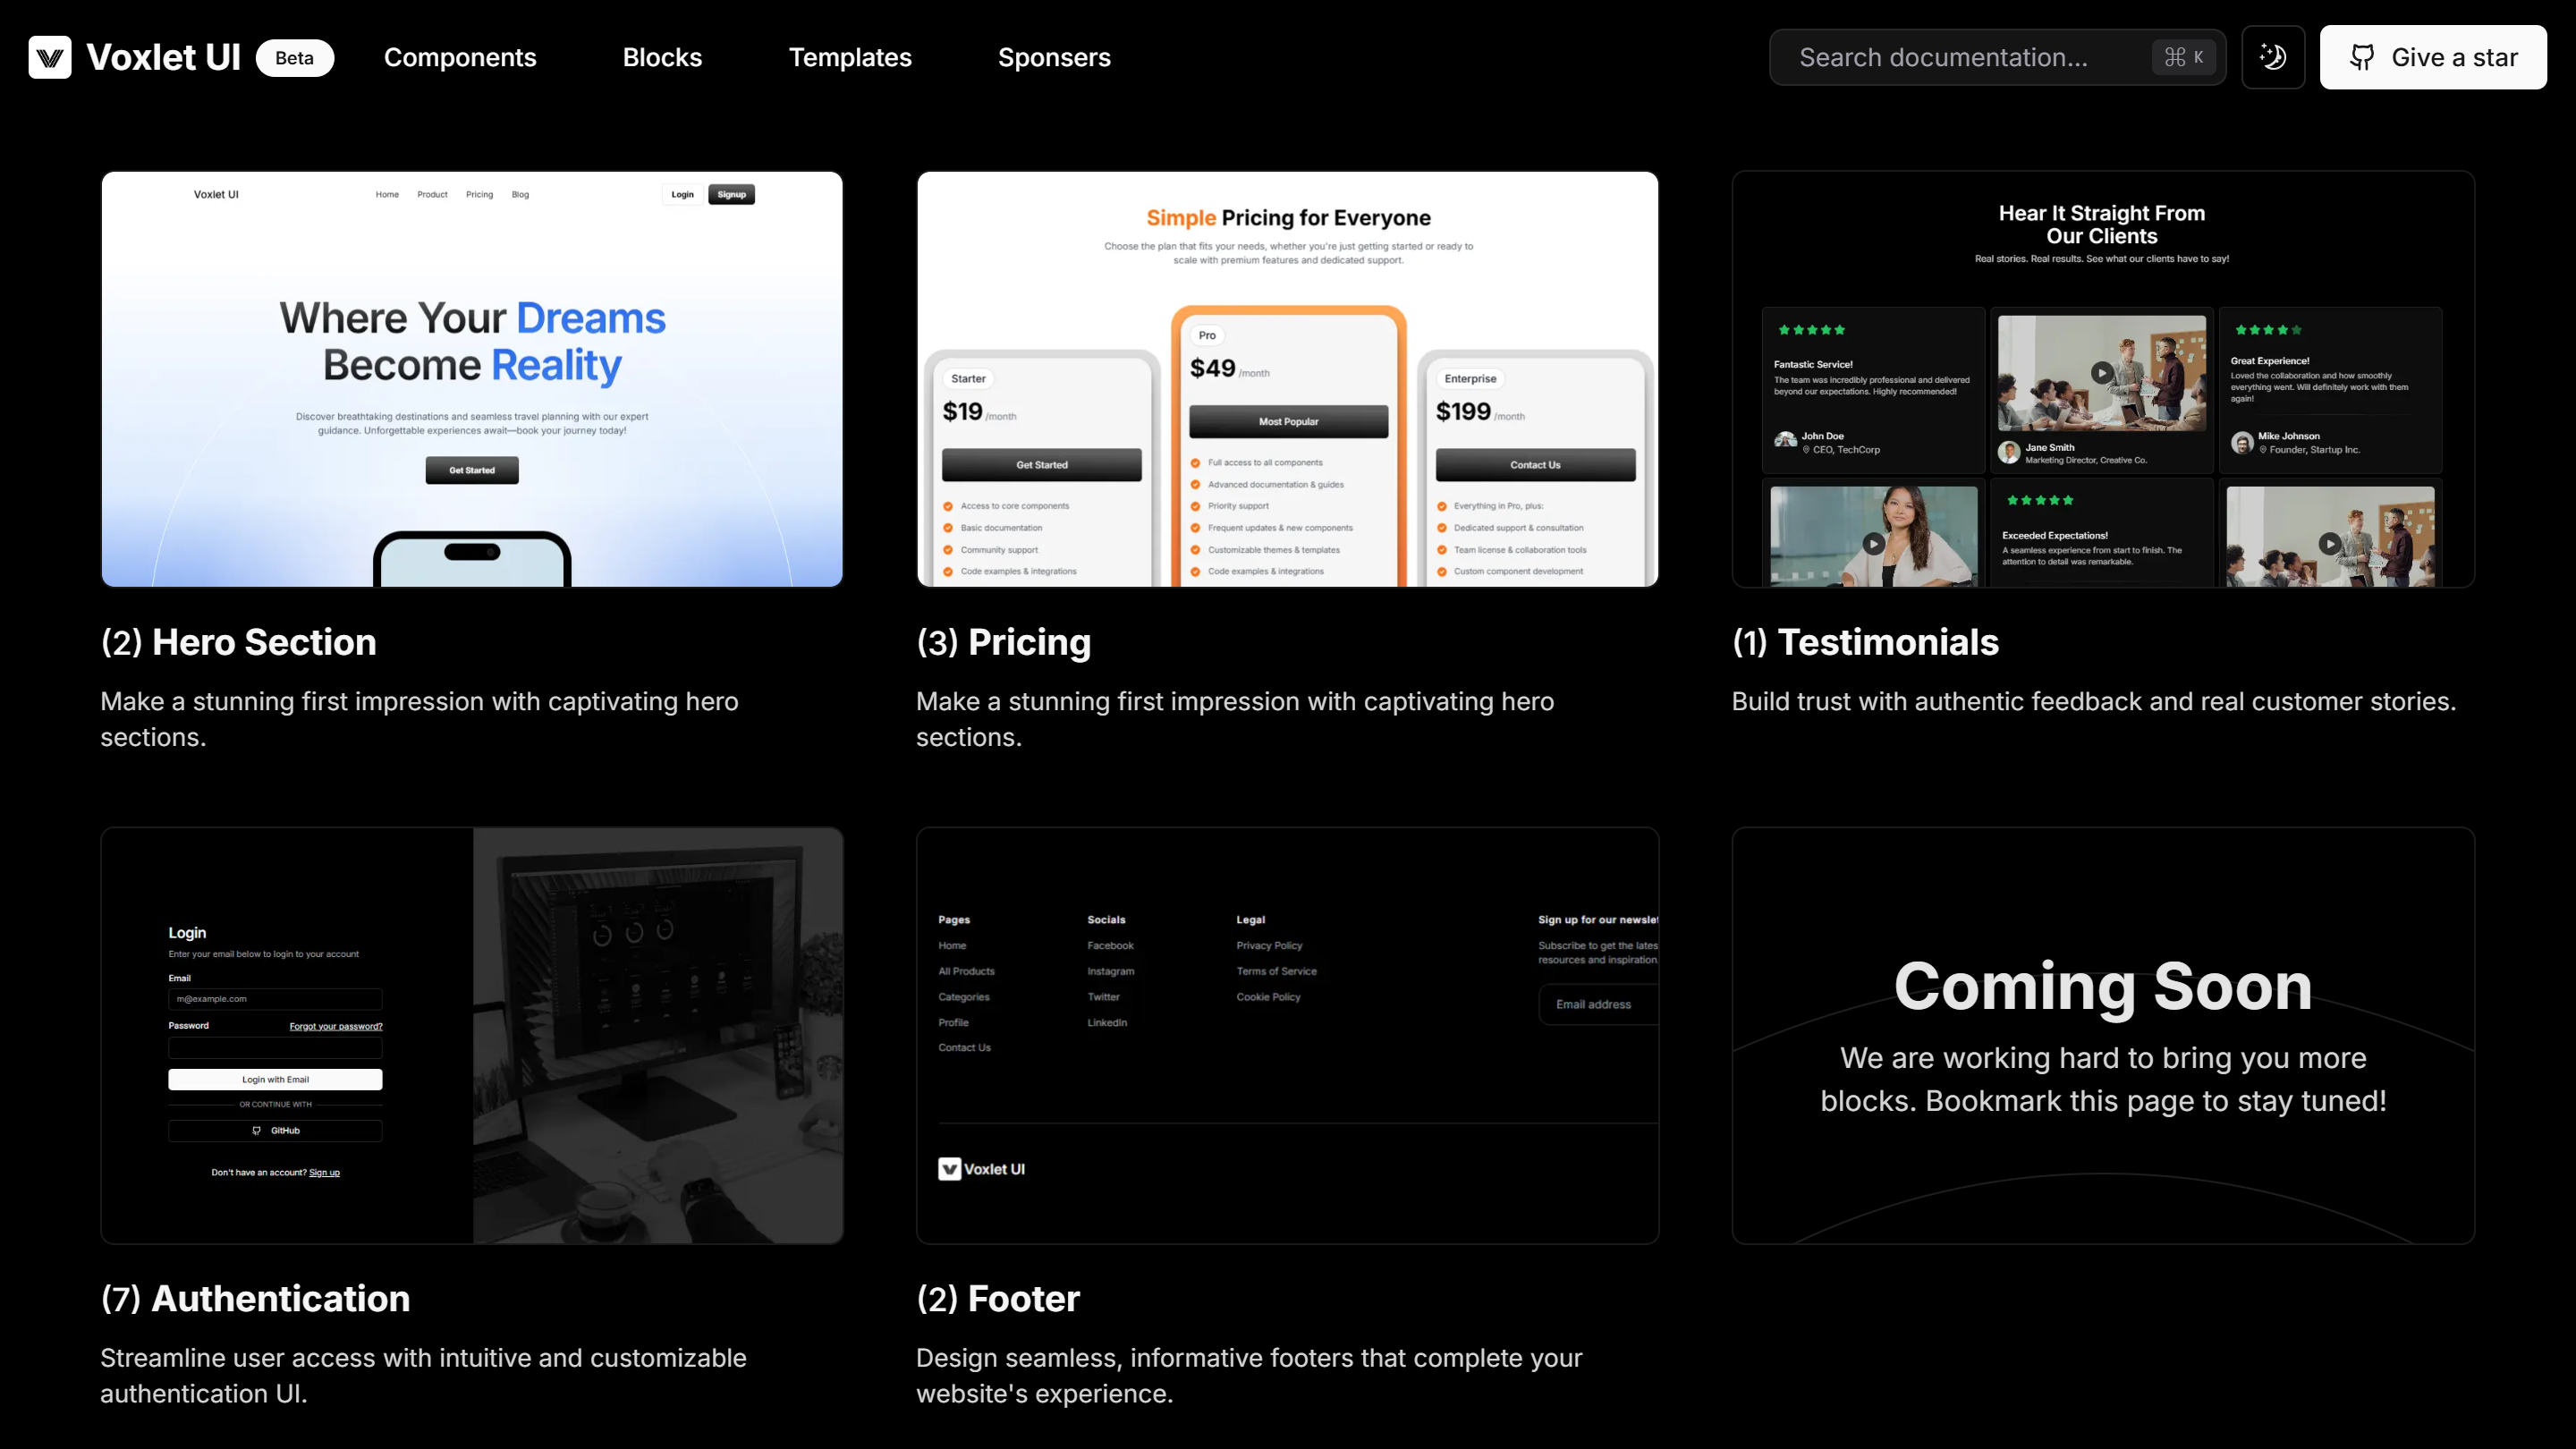 Voxlet UI Beta Components Blocks Templates Sponsers Search documentation... ⌘ K Give a star
Voxlet UI Home Product Pricing Blog Login Signup
Where Your Dreams
Become Reality
Discover breathtaking destinations and seamless travel planning with our expert
guidance. Unforgettable experiences await—book your journey today!
Get Started
Simple Pricing for Everyone
Choose the plan that fits your needs, whether you're just getting started or ready to
scale with premium features and dedicated support.
Starter
$19 /month
Get Started
Access to core components
Basic documentation
Community support
Code examples & integrations
Pro
$49 /month
Most Popular
Full access to all components
Advanced documentation & guides
Priority support
Frequent updates & new components
Customizable themes & templates
Code examples & integrations
Enterprise
$199 /month
Contact Us
Everything in Pro, plus:
Dedicated support & consultation
Team license & collaboration tools
Custom component development
Hear It Straight From
Our Clients
Real stories. Real results. See what our clients have to say!
Fantastic Service!
The team was incredibly professional and delivered
beyond our expectations. Highly recommended!
John Doe
CEO, TechCorp
Jane Smith
Marketing Director, Creative Co.
Great Experience!
Loved the collaboration and how smoothly
everything went. Will definitely work with them
again!
Mike Johnson
Founder, Startup Inc.
Exceeded Expectations!
A seamless experience from start to finish. The
attention to detail was remarkable.
(2) Hero Section
Make a stunning first impression with captivating hero
sections.
(3) Pricing
Make a stunning first impression with captivating hero
sections.
(1) Testimonials
Build trust with authentic feedback and real customer stories.
Login
Enter your email below to login to your account
Email
m@example.com
Password Forgot your password?
Login with Email
OR CONTINUE WITH
GitHub
Don't have an account? Sign up
Pages
Home
All Products
Categories
Profile
Contact Us
Socials
Facebook
Instagram
Twitter
LinkedIn
Legal
Privacy Policy
Terms of Service
Cookie Policy
Sign up for our newslet
Subscribe to get the lates
resources and inspiration
Email address
Voxlet UI
Coming Soon
We are working hard to bring you more
blocks. Bookmark this page to stay tuned!
(7) Authentication
Streamline user access with intuitive and customizable
authentication UI.
(2) Footer
Design seamless, informative footers that complete your
website's experience.